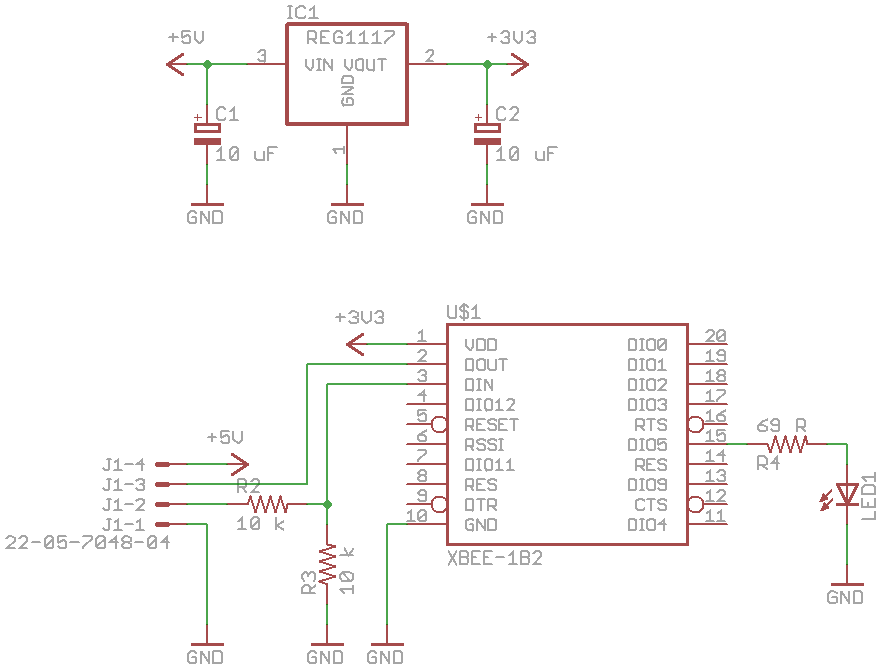 IC1
+5V
REG1117
+3V3
3
VIN VOUT
2
GND
+ C1
10 uF
1
+ C2
10 uF
GND
GND
GND
U$1
+3V3
1 VDD
2 DOUT
3 DIN
4 DIO12
5 RESET
6 RSSI
7 DIO11
8 RES
9 DTR
10 GND
DIO0 20
DIO1 19
DIO2 18
DIO3 17
RTS 16
DIO5 15
RES 14
DIO9 13
CTS 12
DIO4 11
XBEE-1B2
69 R
R4
LED1
GND
+5V
J1-4
J1-3
J1-2
J1-1
22-05-7048-04
R2
10 k
R3
10 k
GND
GND
GND